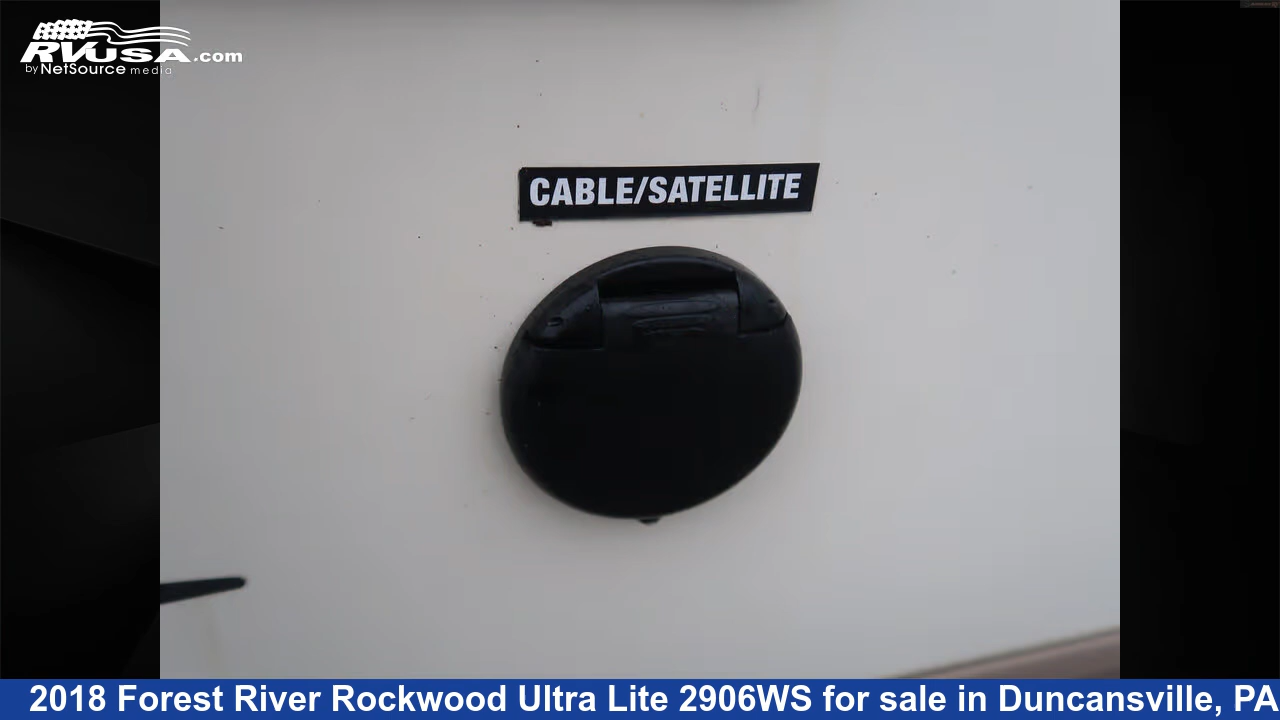 RVUSA.com
by NetSource media
CABLE/SATELLITE
2018 Forest River Rockwood Ultra Lite 2906WS for sale in Duncansville, PA